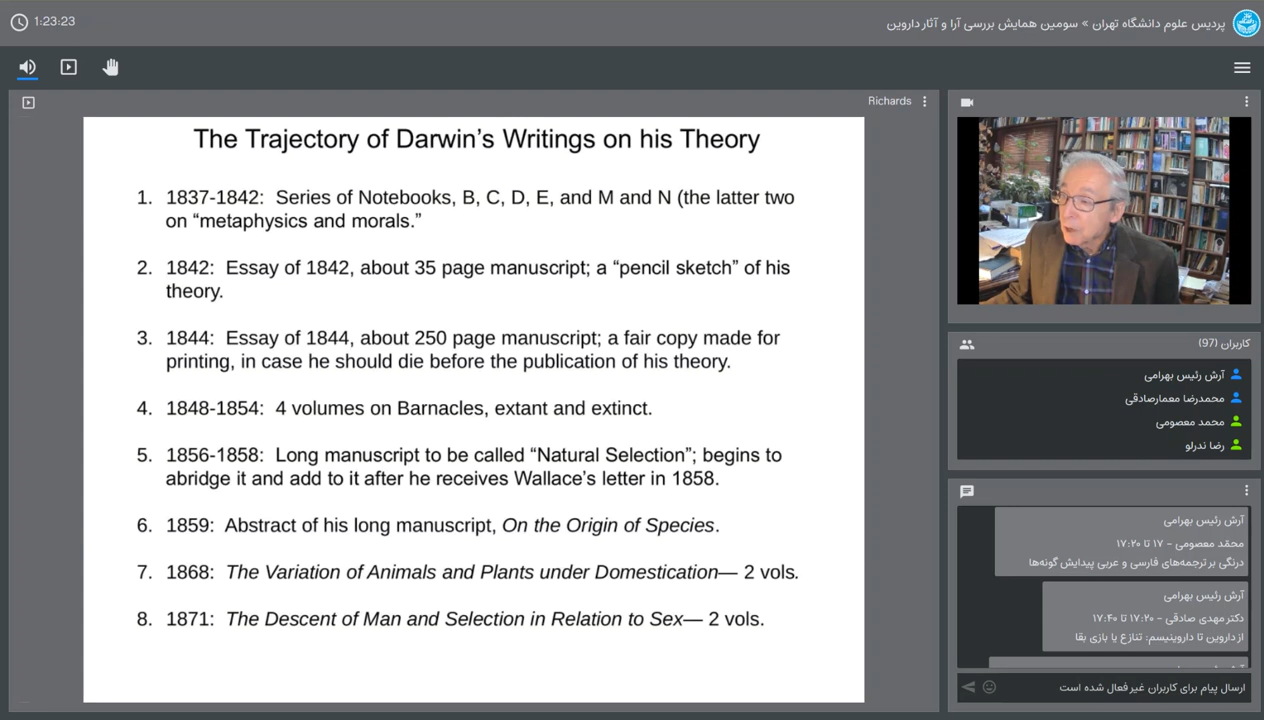 1:23:23
پردیس علوم دانشگاه تهران » سومین همایش بررسی آرا و آثار داروین
Richards
The Trajectory of Darwin’s Writings on his Theory
1. 1837-1842: Series of Notebooks, B, C, D, E, and M and N (the latter two
on “metaphysics and morals.”
2. 1842: Essay of 1842, about 35 page manuscript; a “pencil sketch” of his
theory.
3. 1844: Essay of 1844, about 250 page manuscript; a fair copy made for
printing, in case he should die before the publication of his theory.
4. 1848-1854: 4 volumes on Barnacles, extant and extinct.
5. 1856-1858: Long manuscript to be called “Natural Selection”; begins to
abridge it and add to it after he receives Wallace’s letter in 1858.
6. 1859: Abstract of his long manuscript, On the Origin of Species.
7. 1868: The Variation of Animals and Plants under Domestication— 2 vols.
8. 1871: The Descent of Man and Selection in Relation to Sex— 2 vols.
کاربران (97)
آرش رئیس بهرامی
محمدرضا معمارصادقی
محمد معصومی
رضا ندرلو
آرش رئیس بهرامی
محمّد معصومی - ۱۷ تا ۱۷:۲۰
درنگی بر ترجمه‌های فارسی و عربی پیدایش گونه‌ها
آرش رئیس بهرامی
دکتر مهدی صادقی - ۱۷:۲۰ تا ۱۷:۴۰
از داروین تا داروینیسم: تنازع یا بازی بقا
ارسال پیام برای کاربران غیر فعال شده است